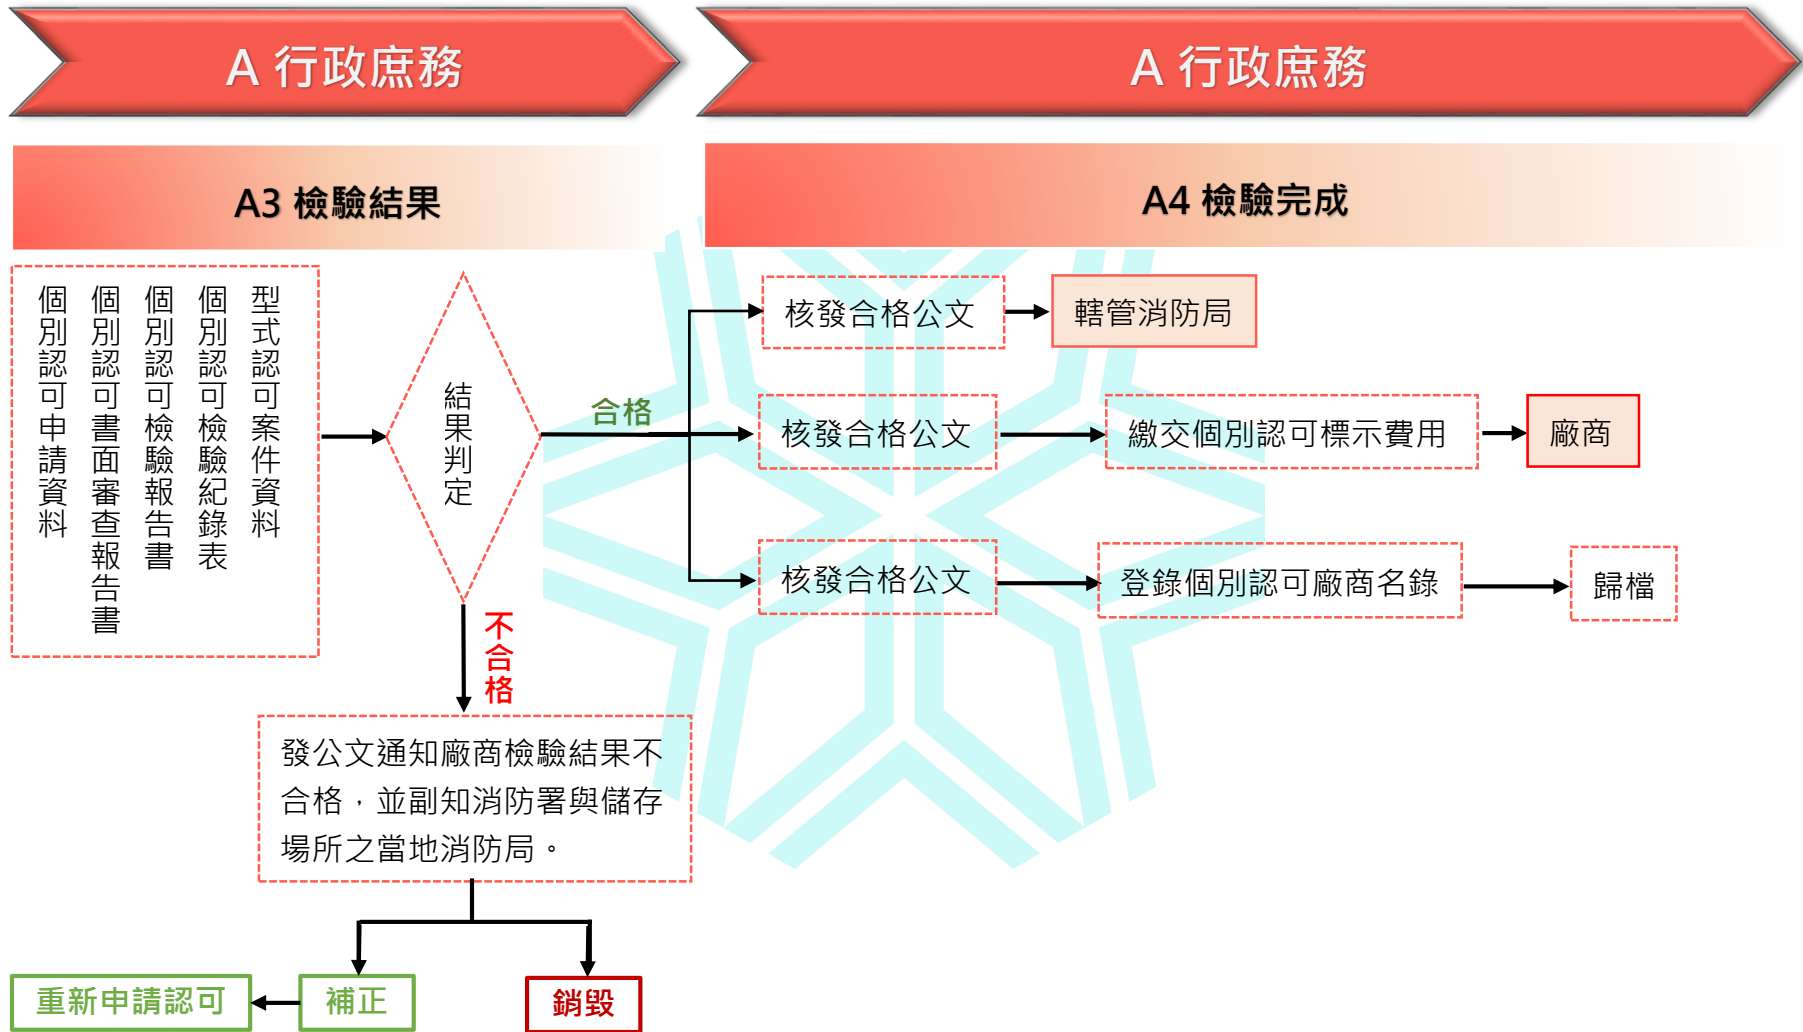 A 行政庶務
A 行政庶務
A3 檢驗結果
A4 檢驗完成
個別認可申請資料
個別認可書面審查報告書
個別認可檢驗報告書
個別認可檢驗紀錄表
型式認可案件資料
結果判定
合格
不合格
核發合格公文
轄管消防局
核發合格公文
繳交個別認可標示費用
廠商
核發合格公文
登錄個別認可廠商名錄
歸檔
發公文通知廠商檢驗結果不
合格，並副知消防署與儲存
場所之當地消防局。
重新申請認可
補正
銷毀